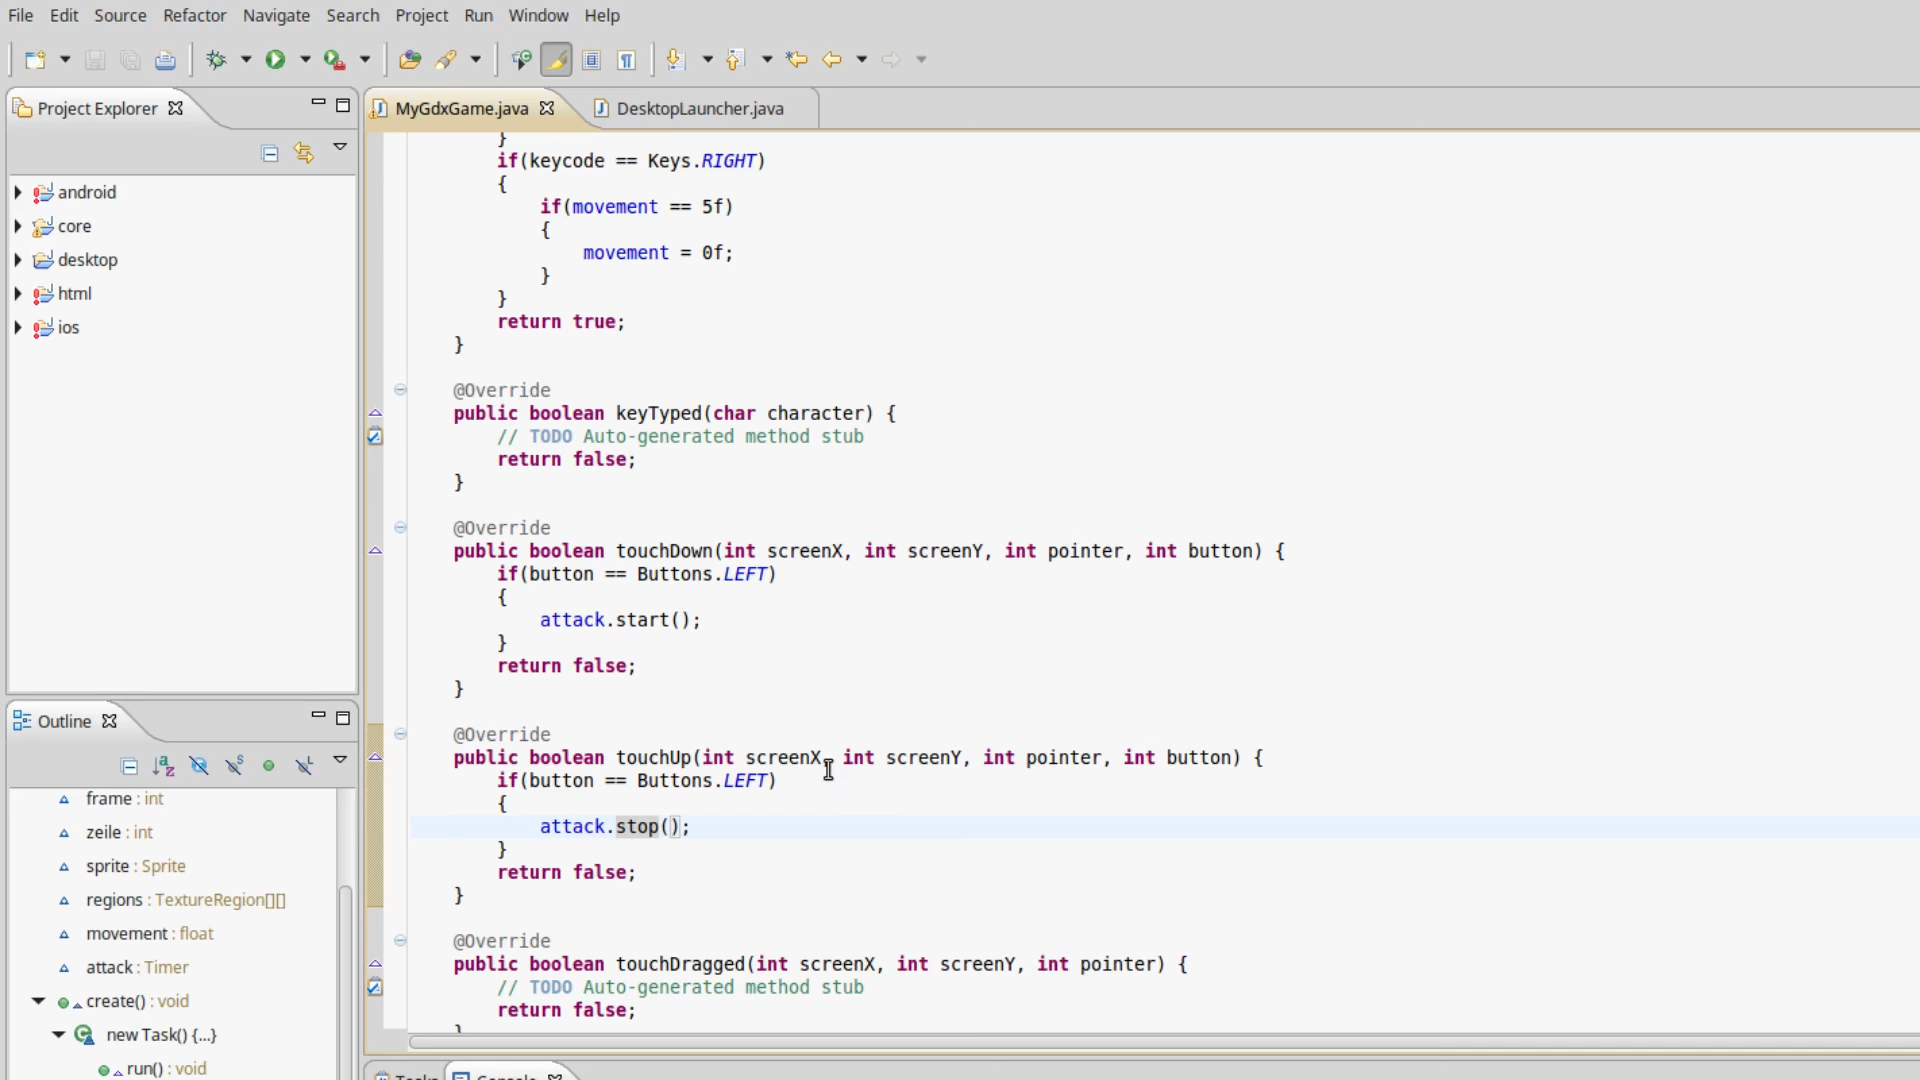 File Edit Source Refactor Navigate Search Project Run Window Help
Project Explorer
MyGdxGame.java
DesktopLauncher.java
android
core
desktop
html
ios
}
if(keycode == Keys.RIGHT)
{
if(movement == 5f)
{
movement = 0f;
}
}
return true;
}
@Override
public boolean keyTyped(char character) {
// TODO Auto-generated method stub
return false;
}
@Override
public boolean touchDown(int screenX, int screenY, int pointer, int button) {
if(button == Buttons.LEFT)
{
attack.start();
}
return false;
}
@Override
public boolean touchUp(int screenX, int screenY, int pointer, int button) {
if(button == Buttons.LEFT)
{
attack.stop();
}
return false;
}
@Override
public boolean touchDragged(int screenX, int screenY, int pointer) {
// TODO Auto-generated method stub
return false;
}
Outline
frame : int
zeile : int
sprite : Sprite
regions : TextureRegion[][]
movement : float
attack : Timer
create() : void
new Task() {...}
run() : void
Tasks
Console